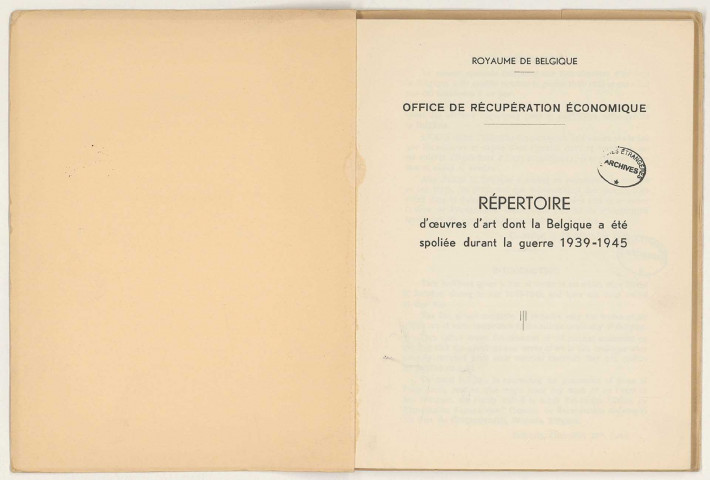 ROYAUME DE BELGIQUE
OFFICE DE RÉCUPÉRATION ÉCONOMIQUE
ÉTRANGÈRES
ARCHIVES
RÉPERTOIRE
d'œuvres d'art dont la Belgique a été
spoliée durant la guerre 1939-1945